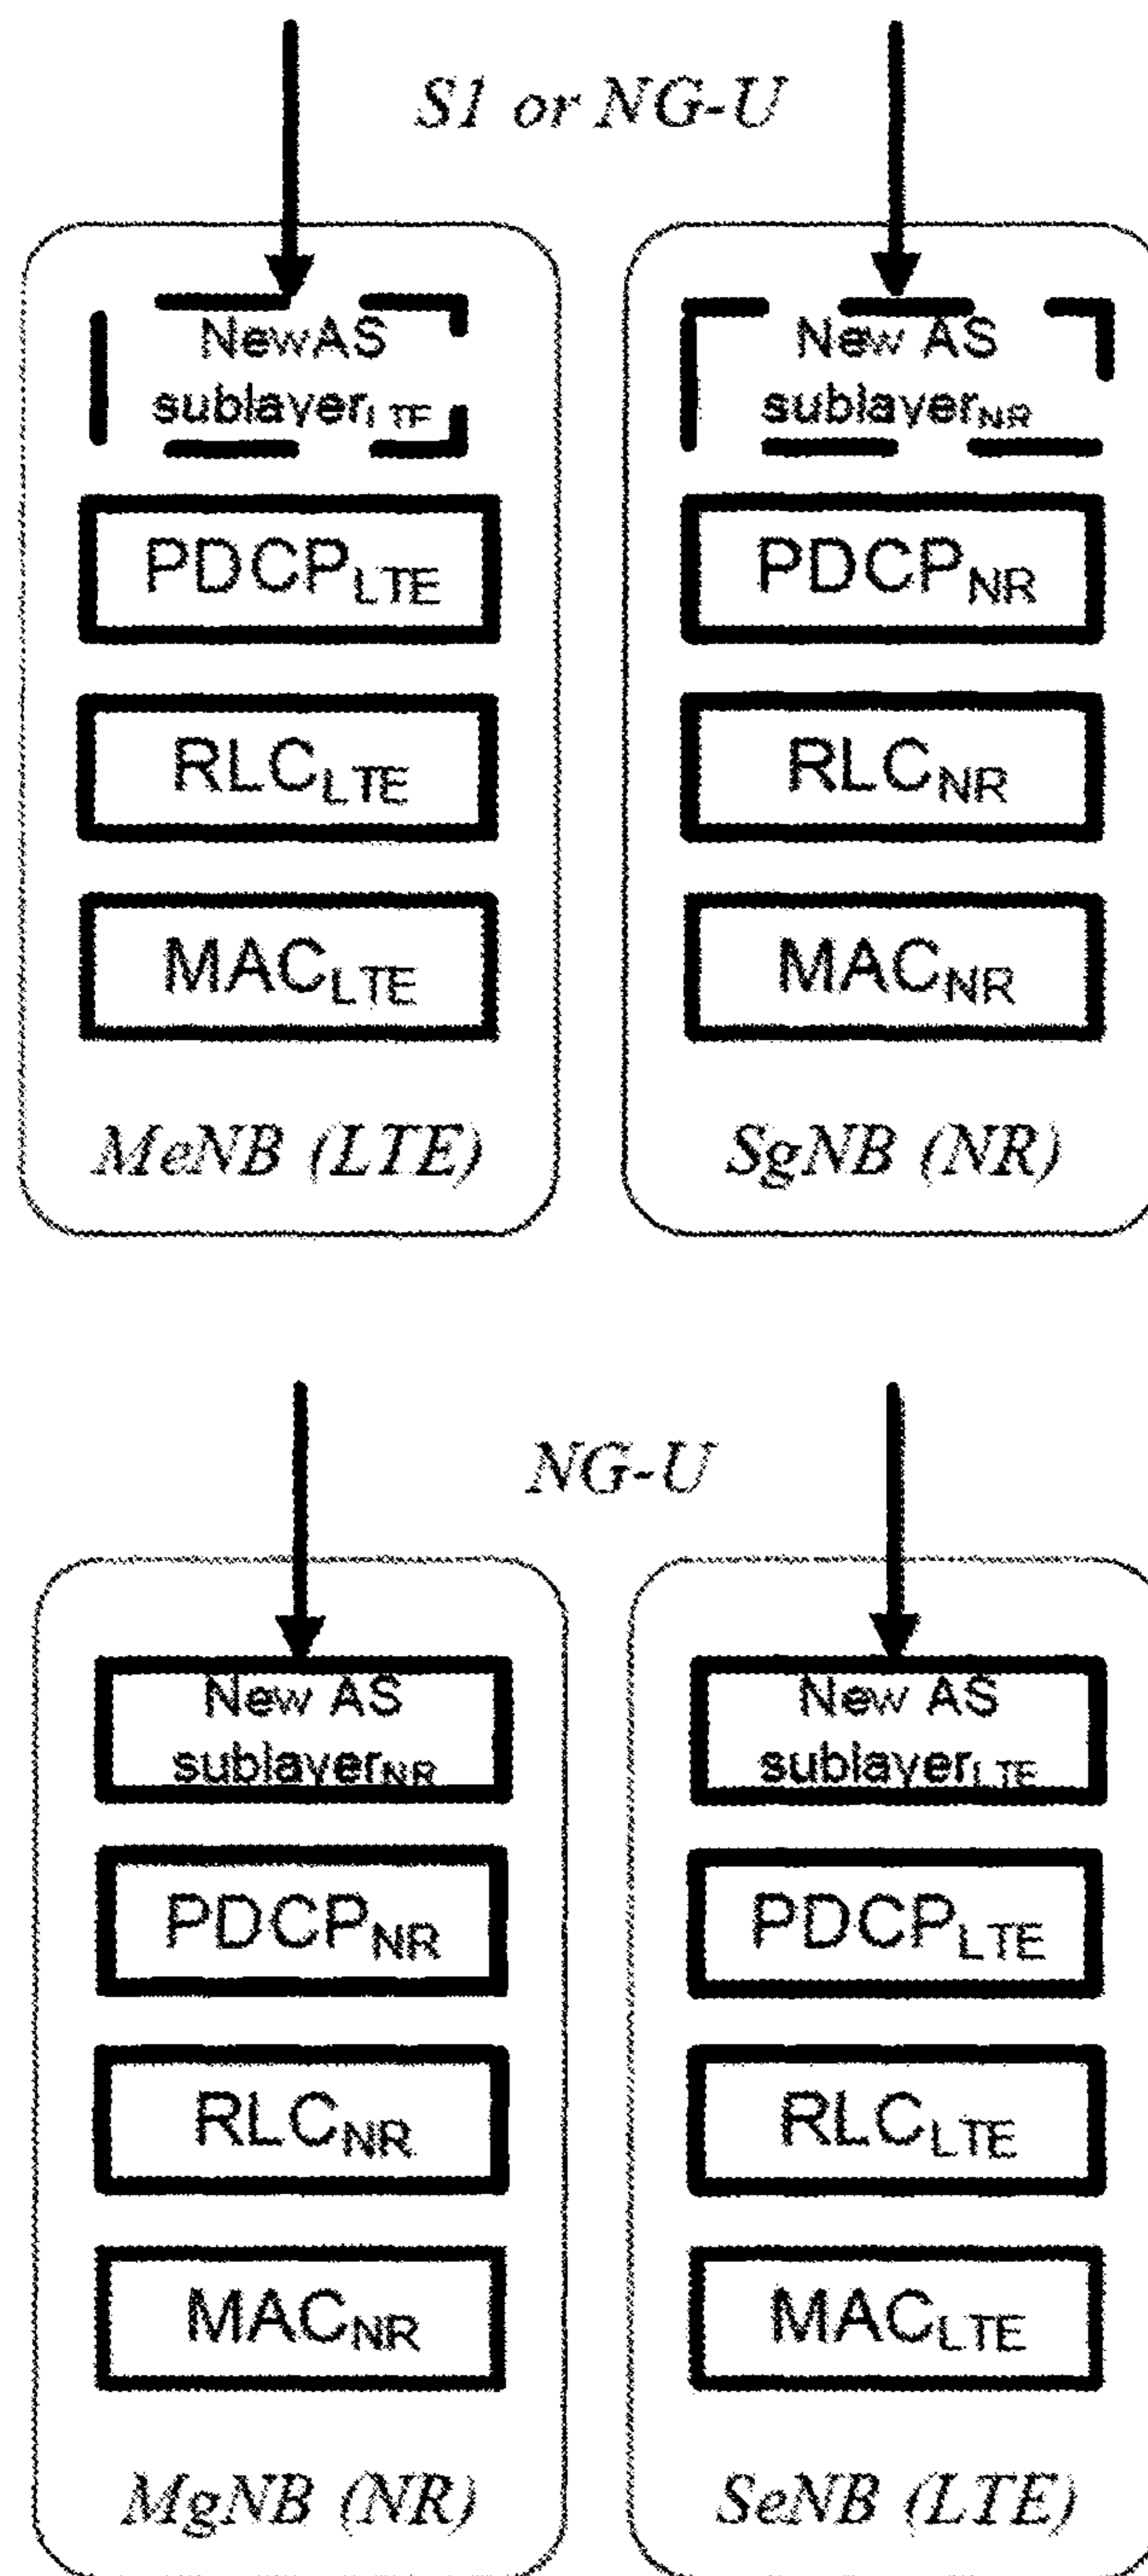 S1 or NG-U
NewAS
sublayerLTE
PDCPLTE
RLCLTE
MACLTE
MeNB (LTE)
New AS
sublayerNR
PDCPNR
RLCNR
MACNR
SgNB (NR)
NG-U
New AS
sublayerNR
PDCPNR
RLCNR
MACNR
MgNB (NR)
New AS
sublayerLTE
PDCPLTE
RLCLTE
MACLTE
SeNB (LTE)